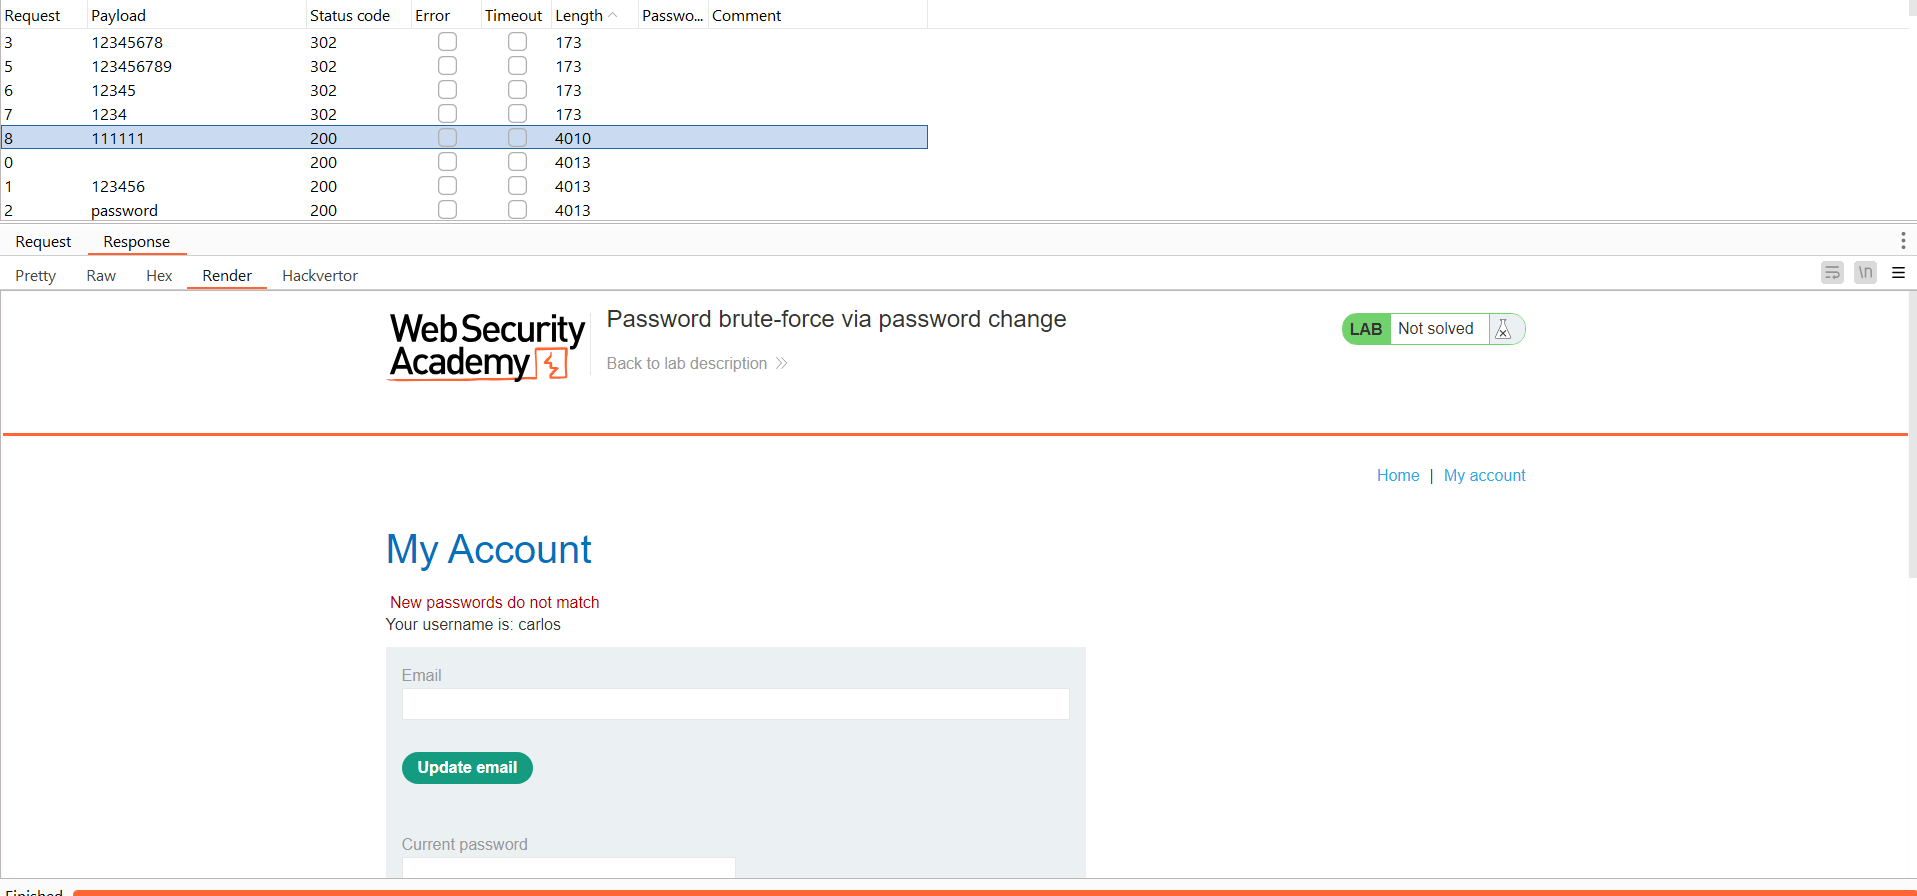 Request Payload Status code Error Timeout Length Passwo... Comment
3 12345678 302 173
5 123456789 302 173
6 12345 302 173
7 1234 302 173
8 111111 200 4010
0 200 4013
1 123456 200 4013
2 password 200 4013
Request Response
Pretty Raw Hex Render Hackvertor \n
WebSecurity
Academy
Password brute-force via password change
Back to lab description
LAB Not solved
Home | My account
My Account
New passwords do not match
Your username is: carlos
Email
Update email
Current password
Finished